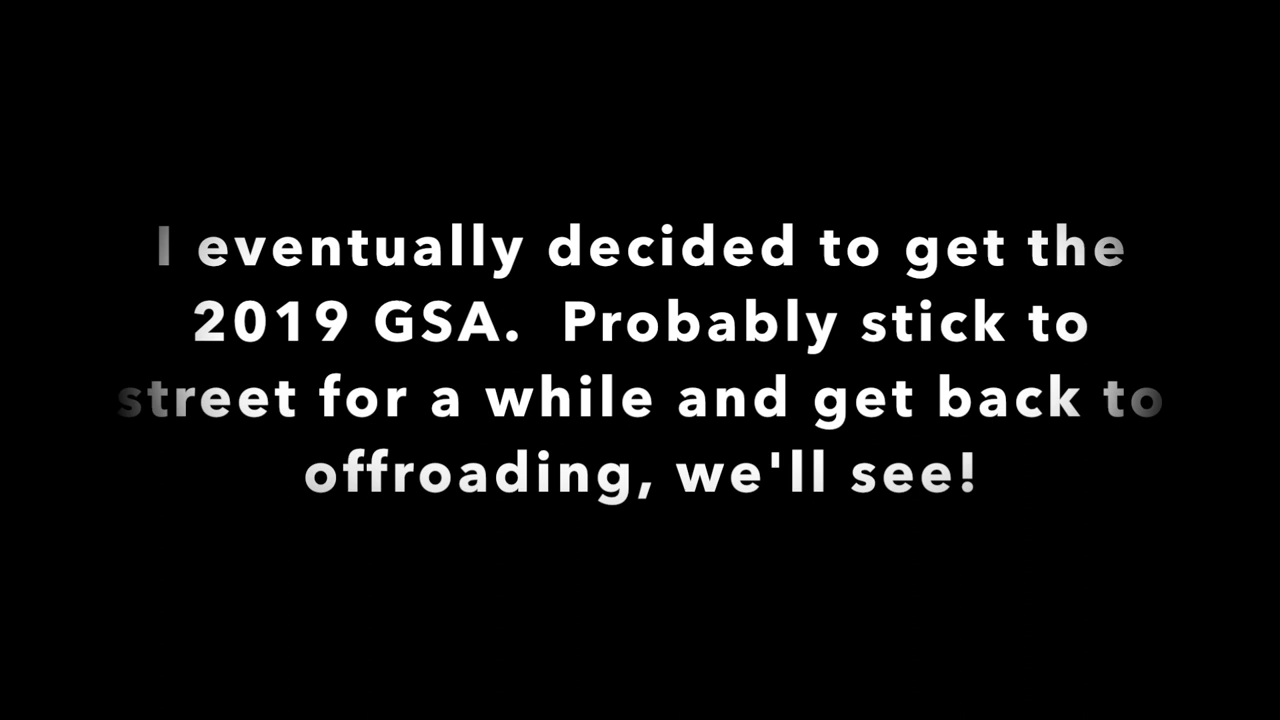 I eventually decided to get the
2019 GSA.  Probably stick to
street for a while and get back to
offroading, we'll see!